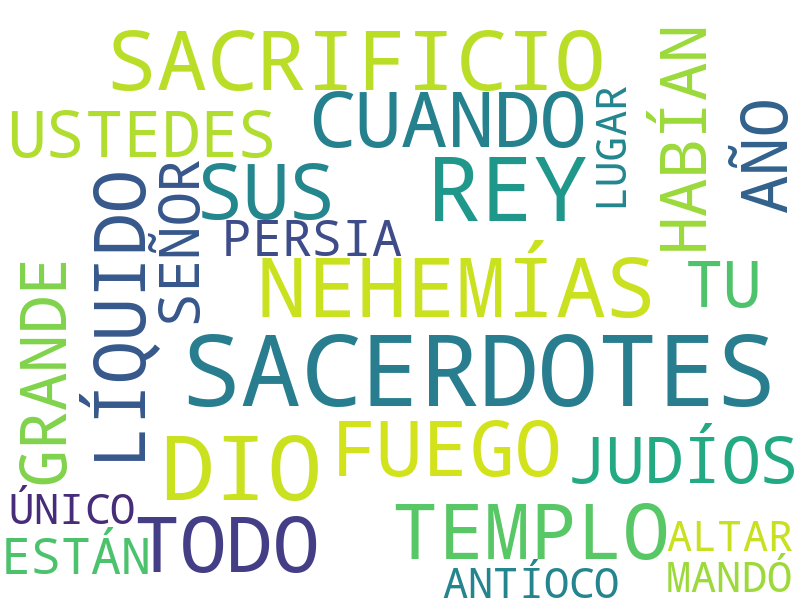 SACRIFICIO
HABÍAN
LUGAR
CUANDO
AÑO
USTEDES
SUS
REY
SEÑOR
LÍQUIDO
PERSIA
NEHEMÍAS
TU
GRANDE
SACERDOTES
DIO
FUEGO
JUDÍOS
ÚNICO
TODO
TEMPLO
ALTAR
ESTÁN
ANTÍOCO
MANDÓ